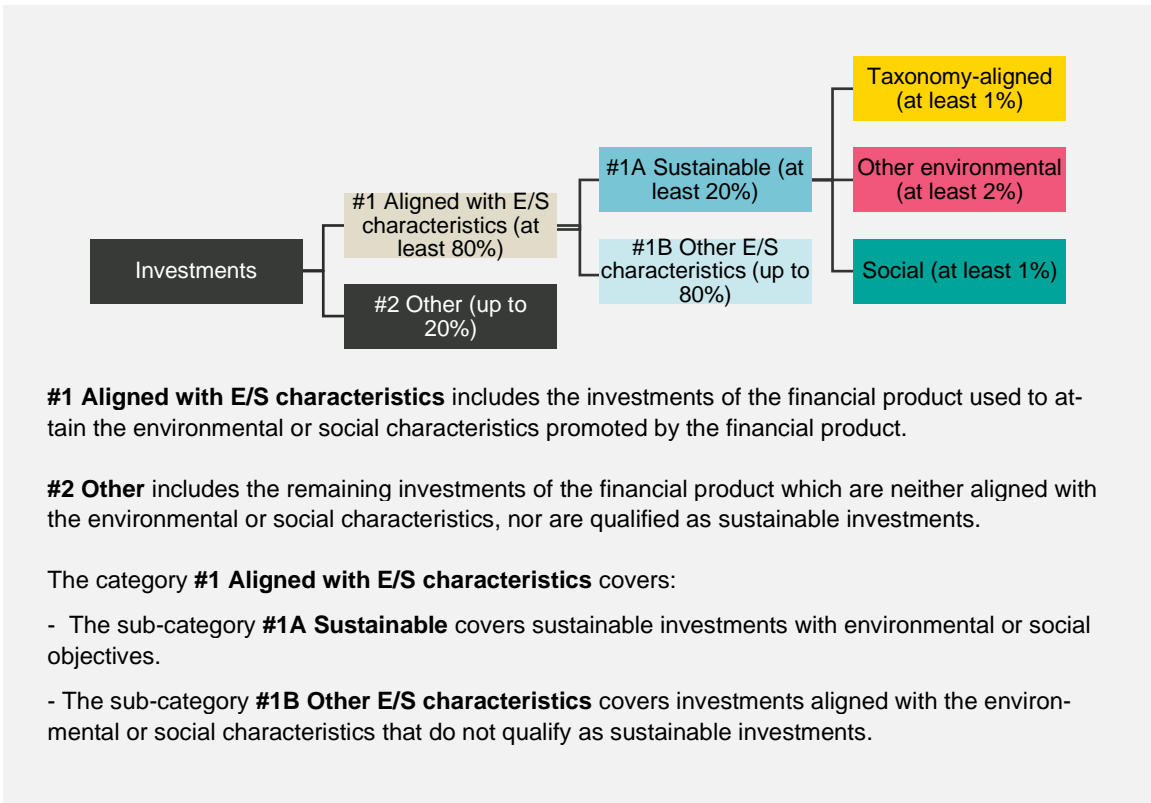 Taxonomy-aligned
(at least 1%)
#1A Sustainable (at
least 20%)
Other environmental
(at least 2%)
#1 Aligned with E/S
characteristics (at
least 80%)
#1B Other E/S
characteristics (up to
80%)
Social (at least 1%)
Investments
#2 Other (up to
20%)
#1 Aligned with E/S characteristics includes the investments of the financial product used to at-
tain the environmental or social characteristics promoted by the financial product.
#2 Other includes the remaining investments of the financial product which are neither aligned with
the environmental or social characteristics, nor are qualified as sustainable investments.
The category #1 Aligned with E/S characteristics covers:
- The sub-category #1A Sustainable covers sustainable investments with environmental or social
objectives.
- The sub-category #1B Other E/S characteristics covers investments aligned with the environ-
mental or social characteristics that do not qualify as sustainable investments.